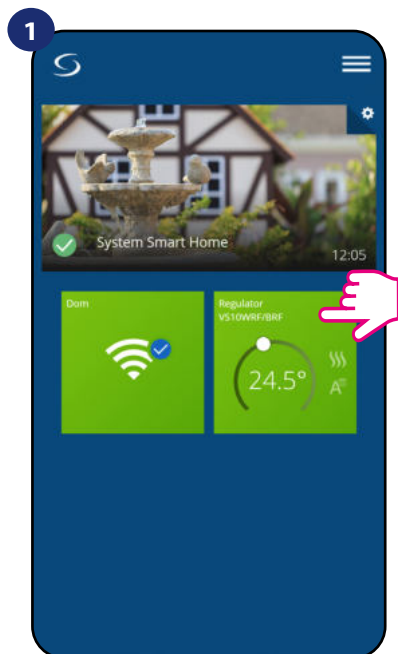 1
System Smart Home
12:05
Dom
Regulator
VS10WRF/BRF
24.5°
A